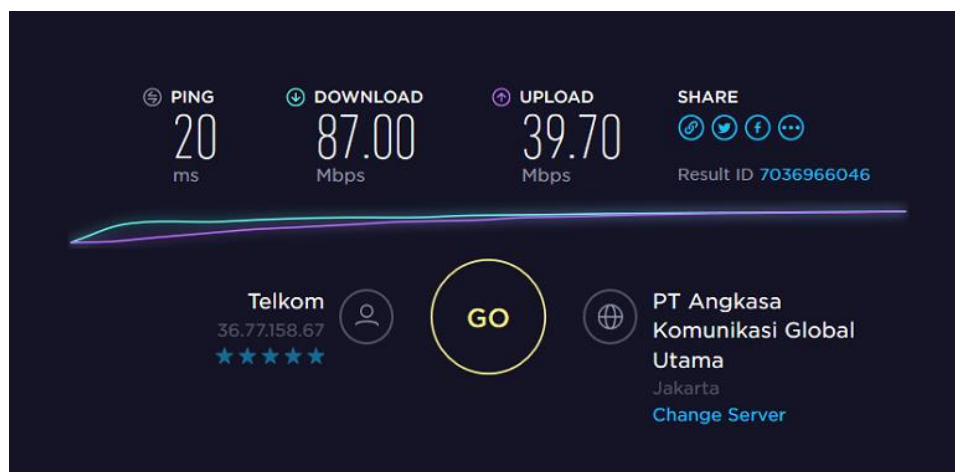 PING
20
ms
DOWNLOAD
87.00
Mbps
UPLOAD
39.70
Mbps
SHARE
Result ID 7036966046
Telkom
36.77.158.67
GO
PT Angkasa
Komunikasi Global
Utama
Jakarta
Change Server